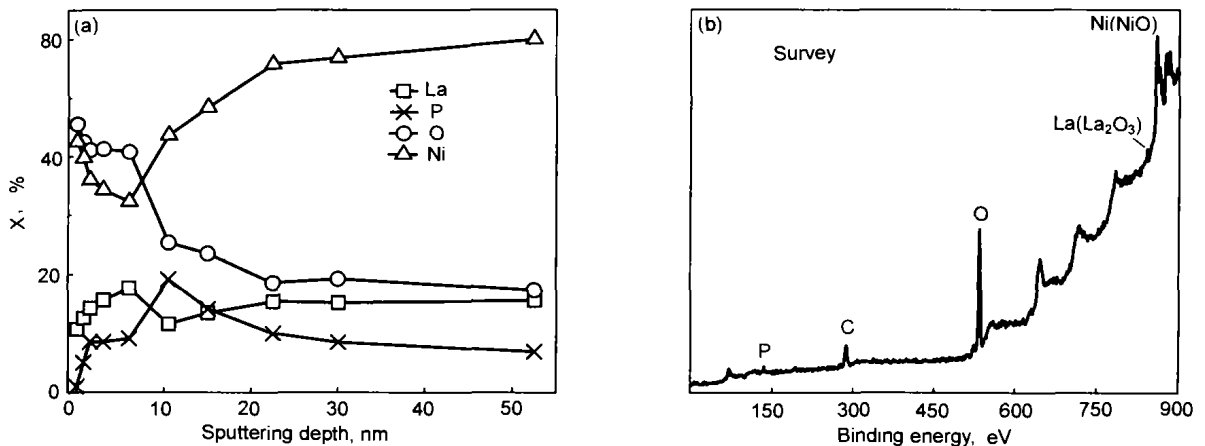 (a)
80
40
20
0
X, %
La
P
O
Ni
0 10 20 30 40 50
Sputtering depth, nm
(b)
Survey
Ni(NiO)
La(La₂O₃)
O
C
P
150 300 450 600 750 900
Binding energy, eV